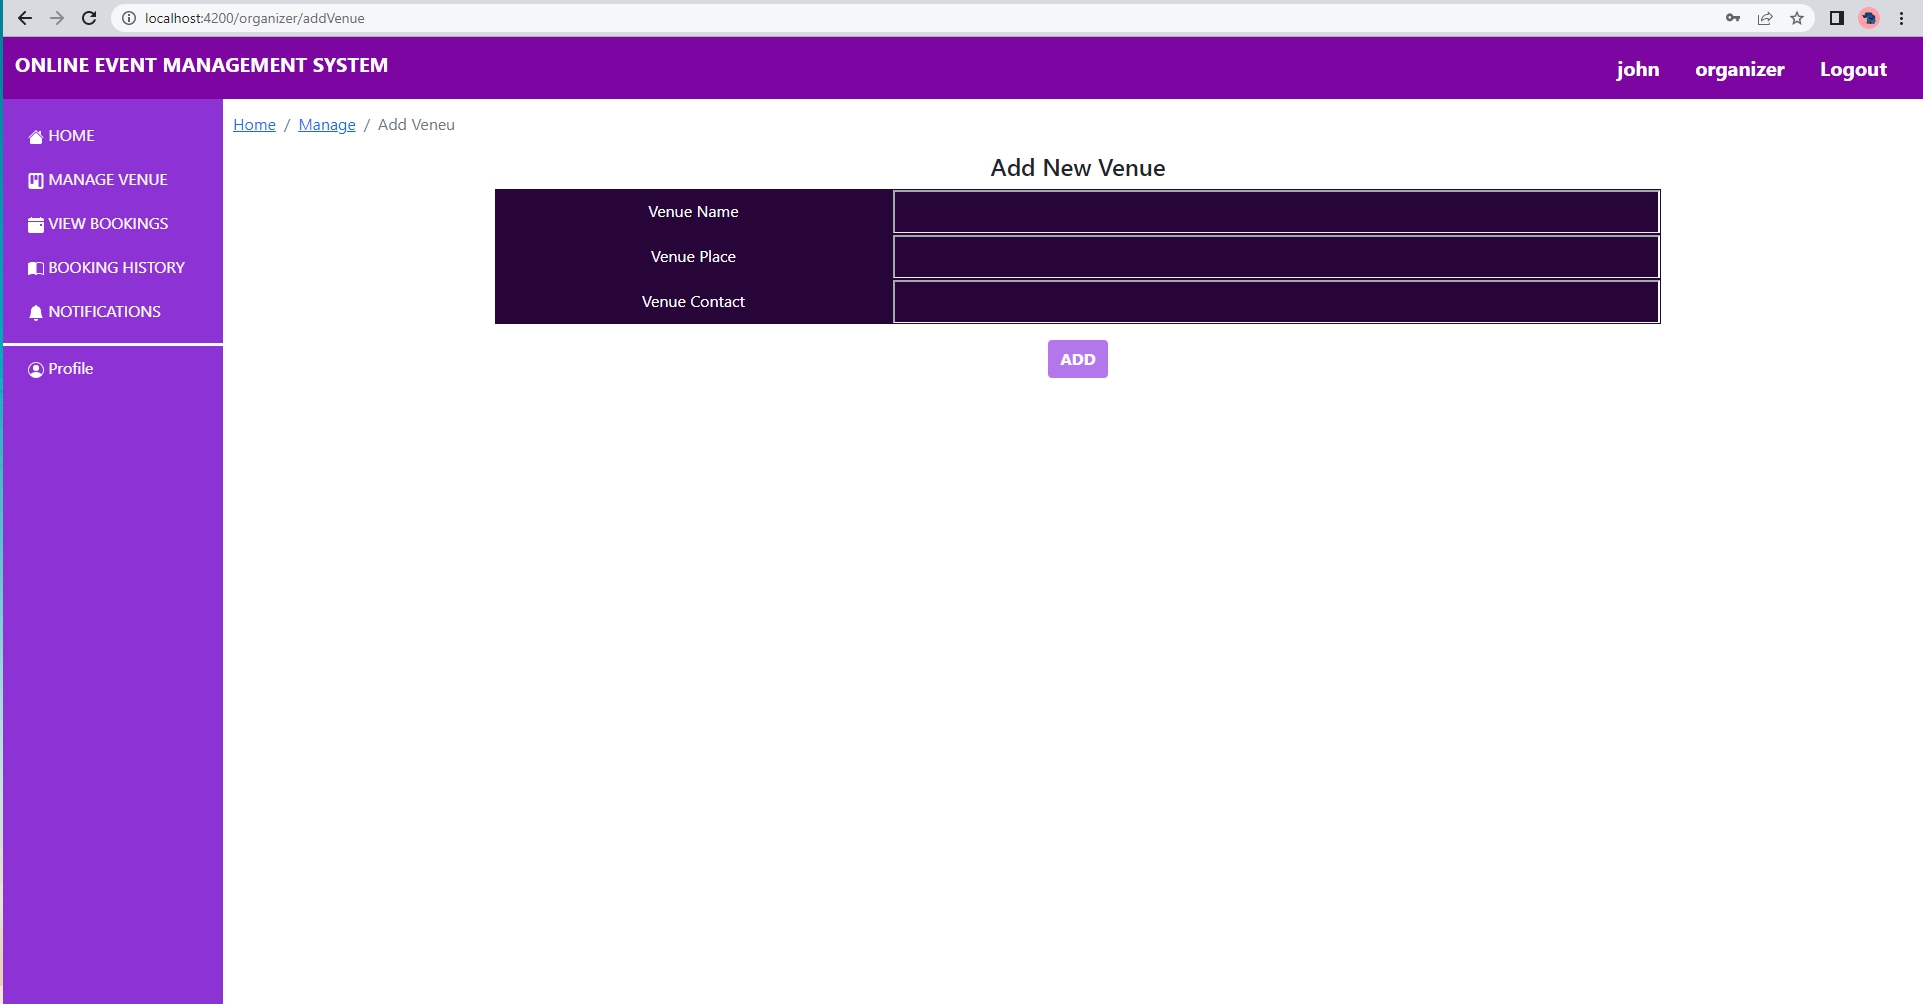 localhost:4200/organizer/addVenue
ONLINE EVENT MANAGEMENT SYSTEM
john organizer Logout
HOME
MANAGE VENUE
VIEW BOOKINGS
BOOKING HISTORY
NOTIFICATIONS
Profile
Home / Manage / Add Veneu
Add New Venue
Venue Name
Venue Place
Venue Contact
ADD